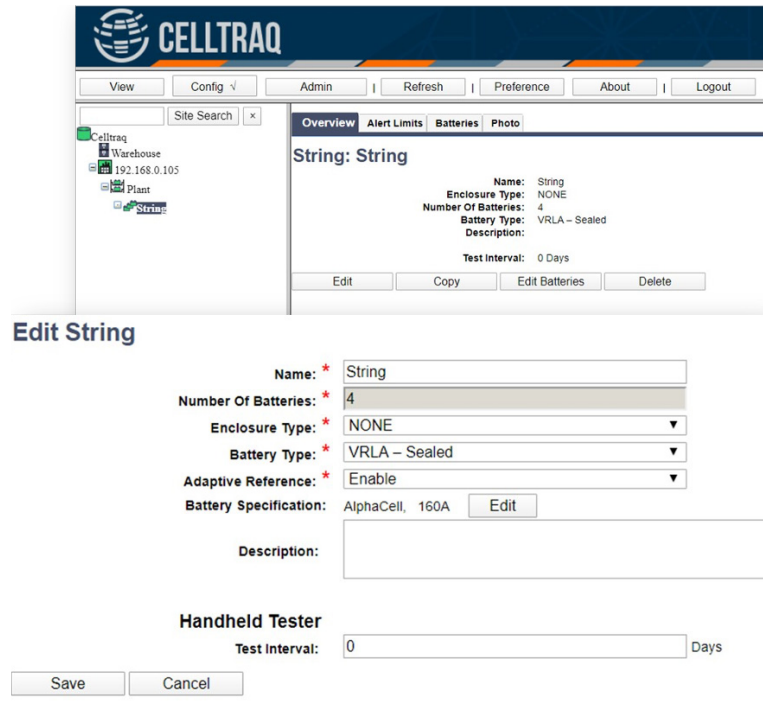 CELLTRAQ
View Config √ Admin | Refresh | Preference About | Logout
Site Search ×
Celltraq
Warehouse
192.168.0.105
Plant
String
Overview Alert Limits Batteries Photo
String: String
Name: String
Enclosure Type: NONE
Number Of Batteries: 4
Battery Type: VRLA – Sealed
Description:
Test Interval: 0 Days
Edit Copy Edit Batteries Delete
Edit String
Name: * String
Number Of Batteries: * 4
Enclosure Type: * NONE
Battery Type: * VRLA – Sealed
Adaptive Reference: * Enable
Battery Specification: AlphaCell, 160A Edit
Description:
Handheld Tester
Test Interval: 0 Days
Save Cancel